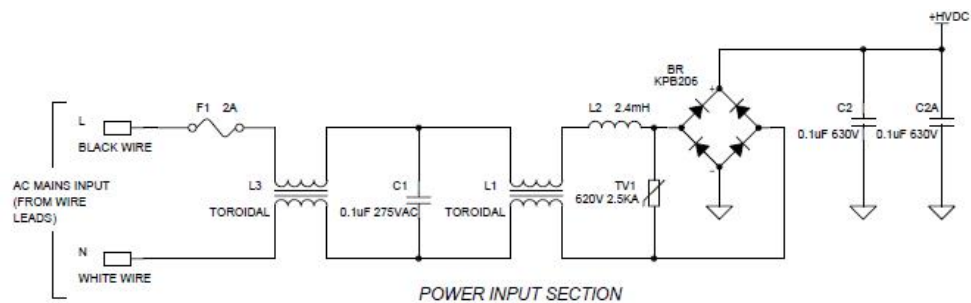 +HVDC
BR
KPB206
F1 2A
L2 2.4mH
C2
C2A
L
BLACK WIRE
0.1uF 630V
0.1uF 630V
AC MAINS INPUT
(FROM WIRE
LEADS)
L3
C1
L1
TV1
TOROIDAL
0.1uF 275VAC
TOROIDAL
620V 2.5KA
+
-
N
WHITE WIRE
POWER INPUT SECTION